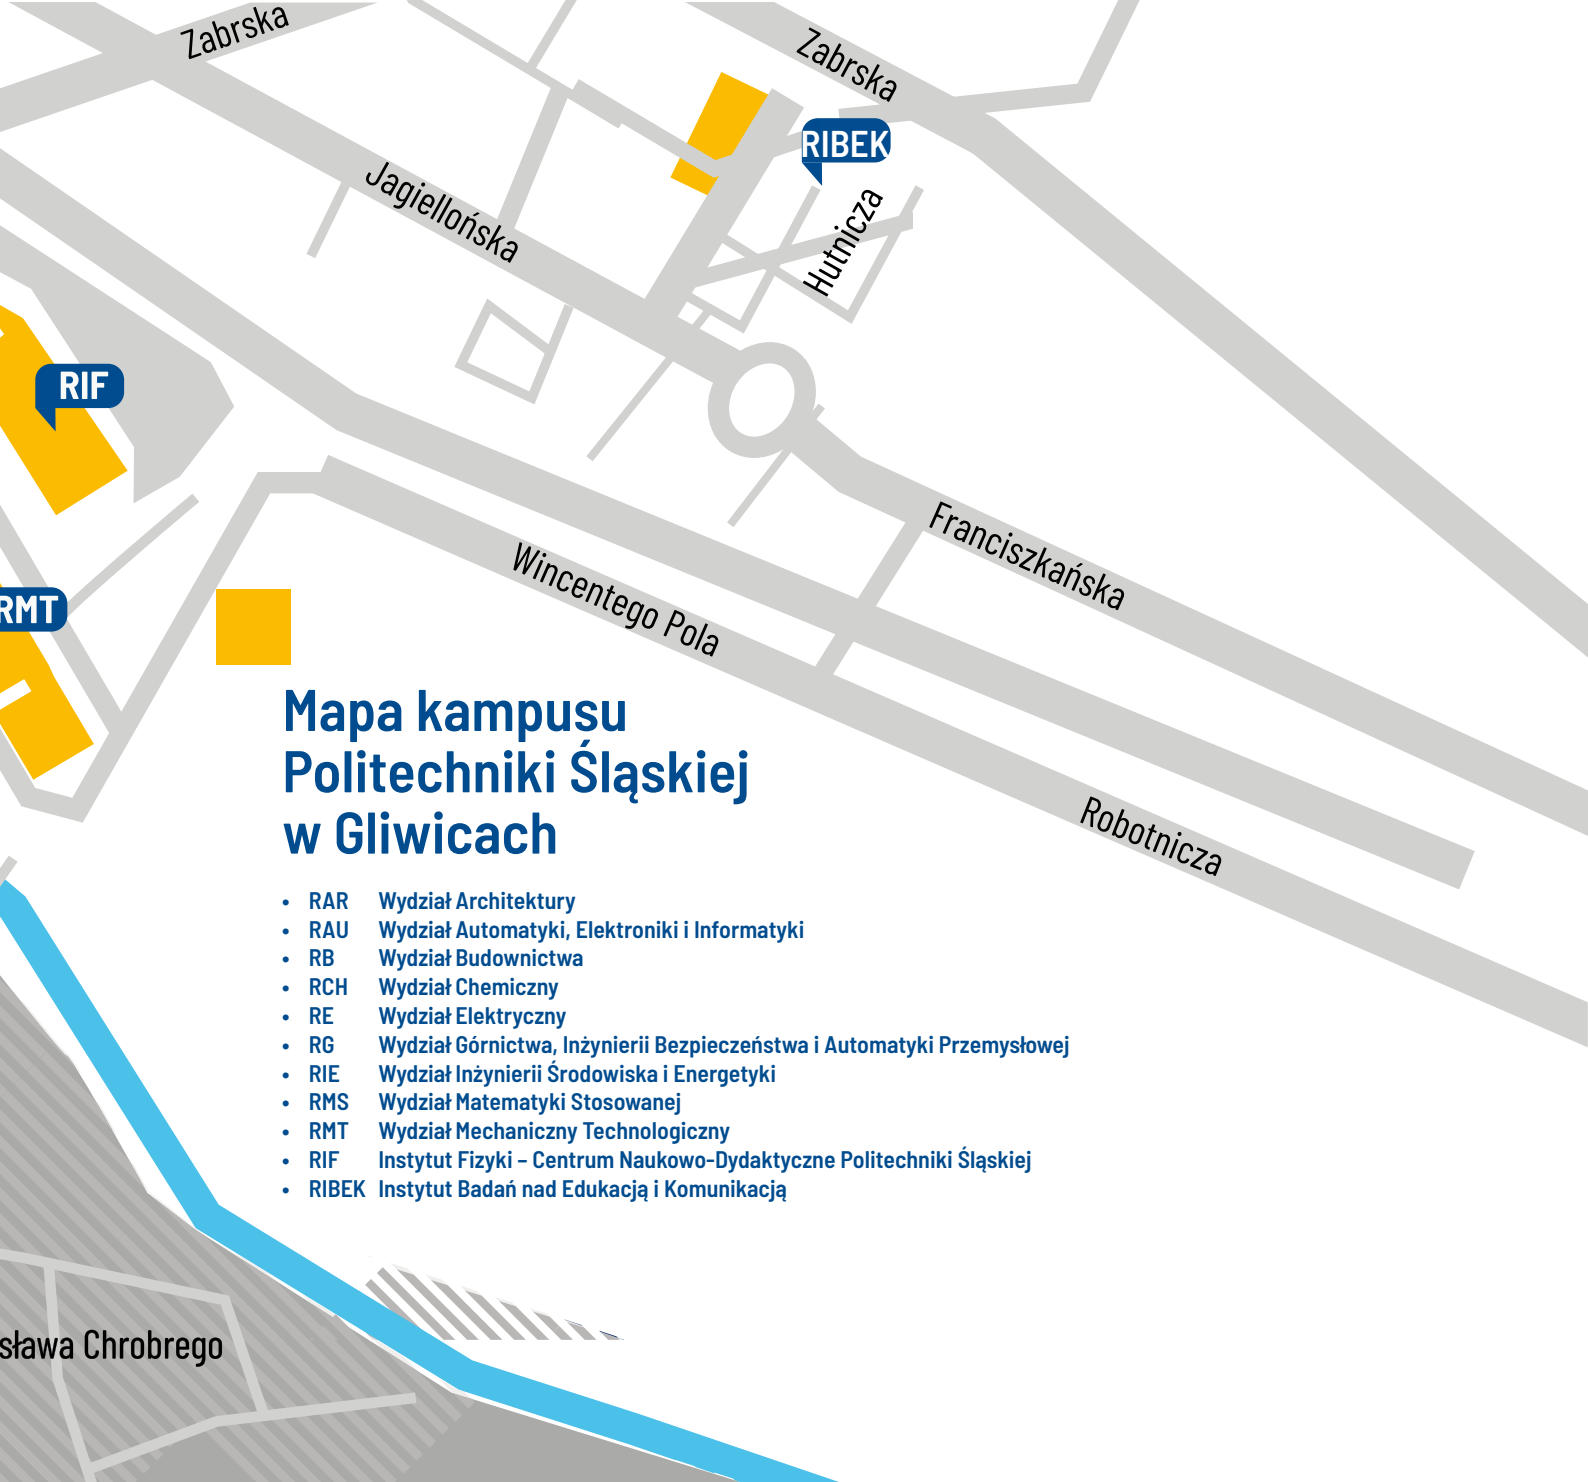 Zabrska
Zabrska
RIBEK
Jagiellońska
Hutnicza
RIF
Franciszkańska
Wincentego Pola
RMT
Mapa kampusu
Politechniki Śląskiej
w Gliwicach
Robotnicza
• RAR Wydział Architektury
• RAU Wydział Automatyki, Elektroniki i Informatyki
• RB Wydział Budownictwa
• RCH Wydział Chemiczny
• RE Wydział Elektryczny
• RG Wydział Górnictwa, Inżynierii Bezpieczeństwa i Automatyki Przemysłowej
• RIE Wydział Inżynierii Środowiska i Energetyki
• RMS Wydział Matematyki Stosowanej
• RMT Wydział Mechaniczny Technologiczny
• RIF Instytut Fizyki – Centrum Naukowo-Dydaktyczne Politechniki Śląskiej
• RIBEK Instytut Badań nad Edukacją i Komunikacją
sława Chrobrego